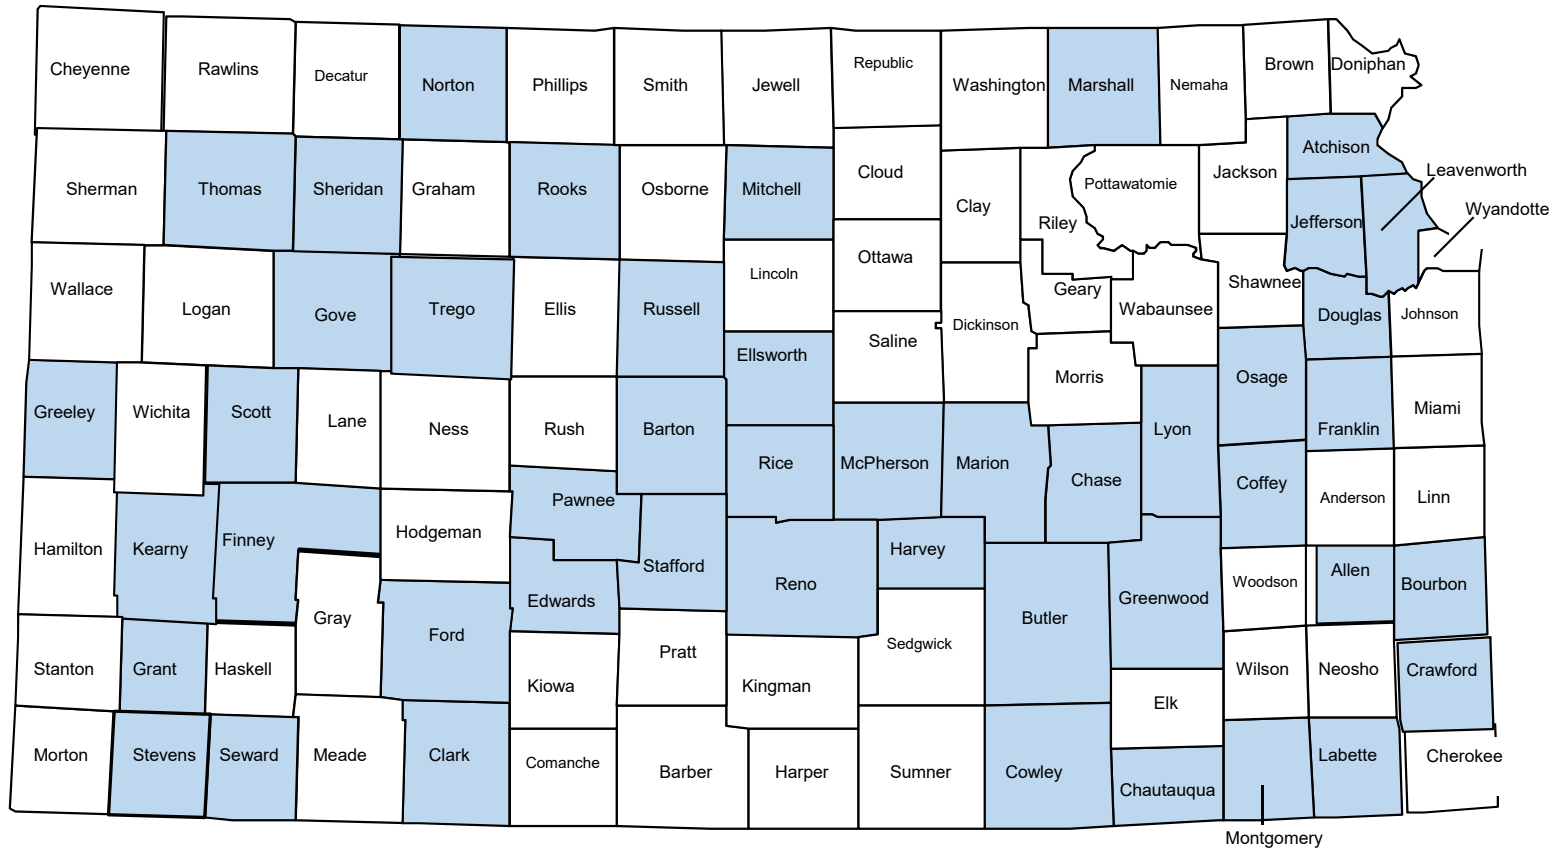 Cheyenne
Rawlins
Decatur
Norton
Phillips
Smith
Jewell
Republic
Washington
Marshall
Nemaha
Brown
Doniphan
Sherman
Thomas
Sheridan
Graham
Rooks
Osborne
Mitchell
Cloud
Clay
Riley
Pottawatomie
Jackson
Atchison
Leavenworth
Jefferson
Wyandotte
Wallace
Logan
Gove
Trego
Ellis
Russell
Lincoln
Ottawa
Saline
Dickinson
Geary
Wabaunsee
Shawnee
Douglas
Johnson
Greeley
Wichita
Scott
Lane
Ness
Rush
Barton
Ellsworth
Rice
McPherson
Marion
Morris
Chase
Lyon
Osage
Franklin
Miami
Hamilton
Kearny
Finney
Hodgeman
Pawnee
Edwards
Stafford
Reno
Harvey
Butler
Greenwood
Coffey
Anderson
Linn
Woodson
Allen
Bourbon
Stanton
Grant
Haskell
Gray
Ford
Kiowa
Pratt
Kingman
Sedgwick
Elk
Wilson
Neosho
Crawford
Morton
Stevens
Seward
Meade
Clark
Comanche
Barber
Harper
Sumner
Cowley
Chautauqua
Labette
Cherokee
Montgomery